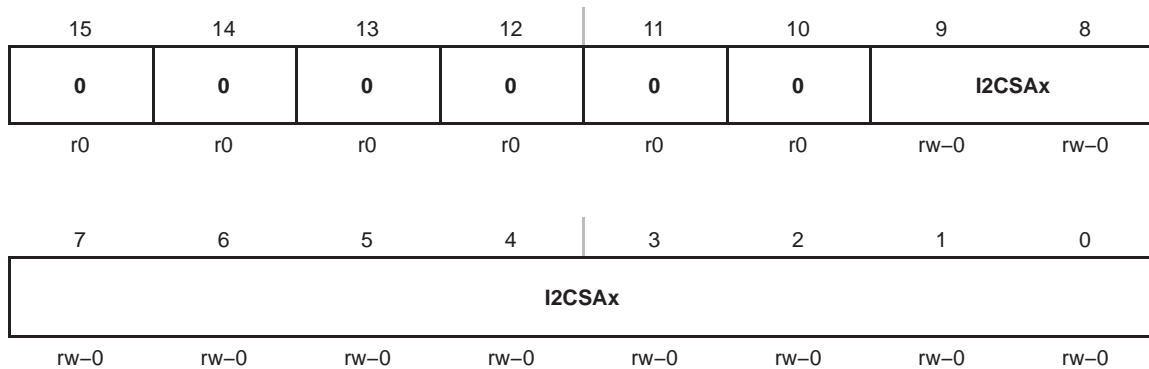 15 14 13 12 11 10 9 8
0 0 0 0 0 0 I2CSAx
r0 r0 r0 r0 r0 r0 rw−0 rw−0
7 6 5 4 3 2 1 0
I2CSAx
rw−0 rw−0 rw−0 rw−0 rw−0 rw−0 rw−0 rw−0